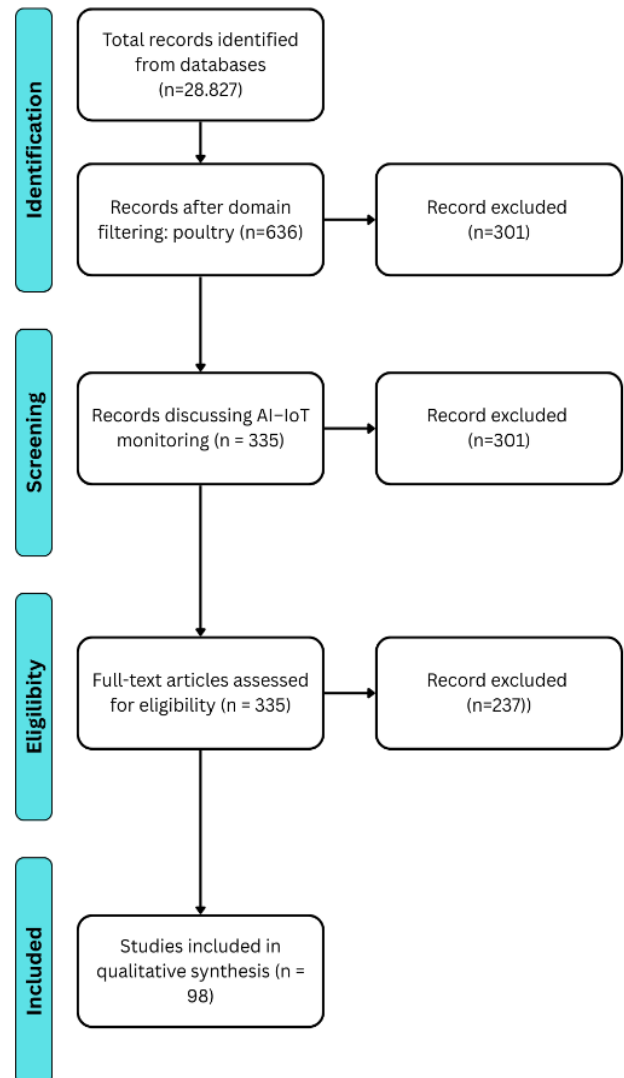 Identification
Total records identified
from databases
(n=28.827)
Records after domain
filtering: poultry (n=636)
Record excluded
(n=301)
Screening
Records discussing AI–IoT
monitoring (n = 335)
Record excluded
(n=301)
Eligilibity
Full-text articles assessed
for eligibility (n = 335)
Record excluded
(n=237))
Included
Studies included in
qualitative synthesis (n =
98)